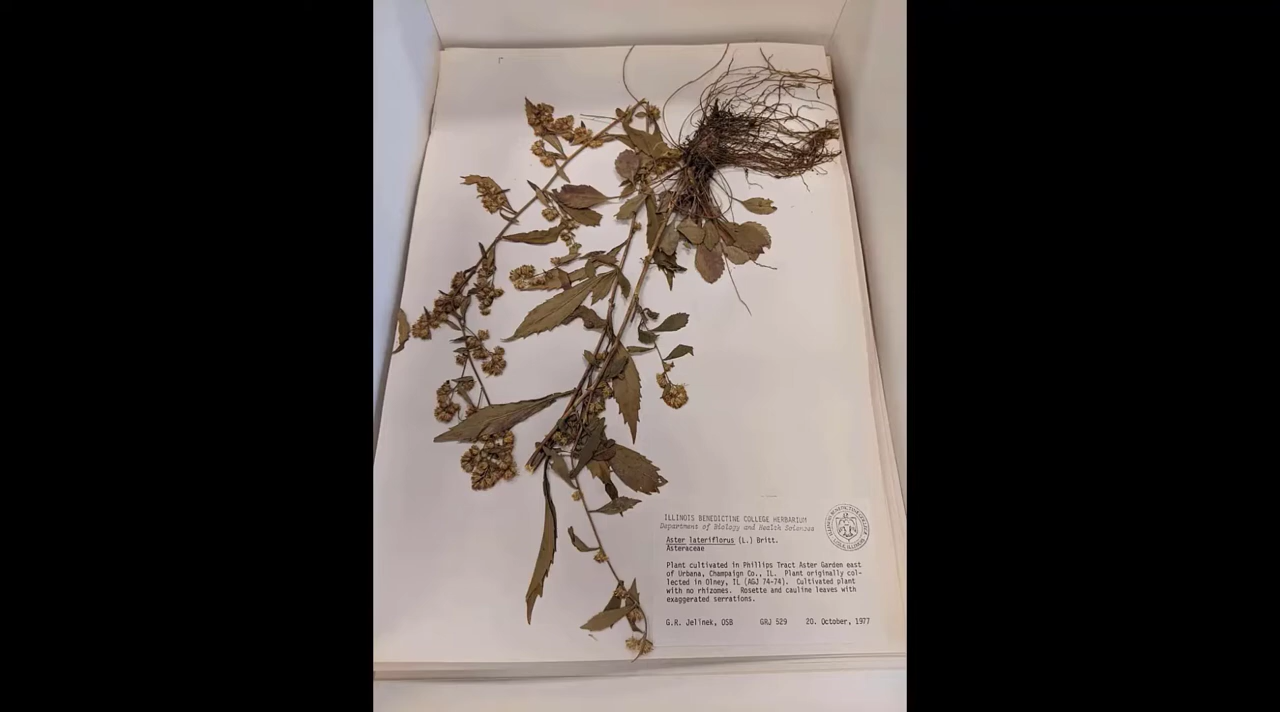 ILLINOIS BENEDICTINE COLLEGE HERBARIUM
Department of Biology and Health Sciences
Aster lateriflorus (L.) Britt.
Asteraceae
Plant cultivated in Phillips Tract Aster Garden east
of Urbana, Champaign Co., IL. Plant originally col-
lected in Olney, IL (AGJ 74-74). Cultivated plant
with no rhizomes. Rosette and cauline leaves with
exaggerated serrations.
G.R. Jelinek, OSB GRJ 529 20. October, 1977